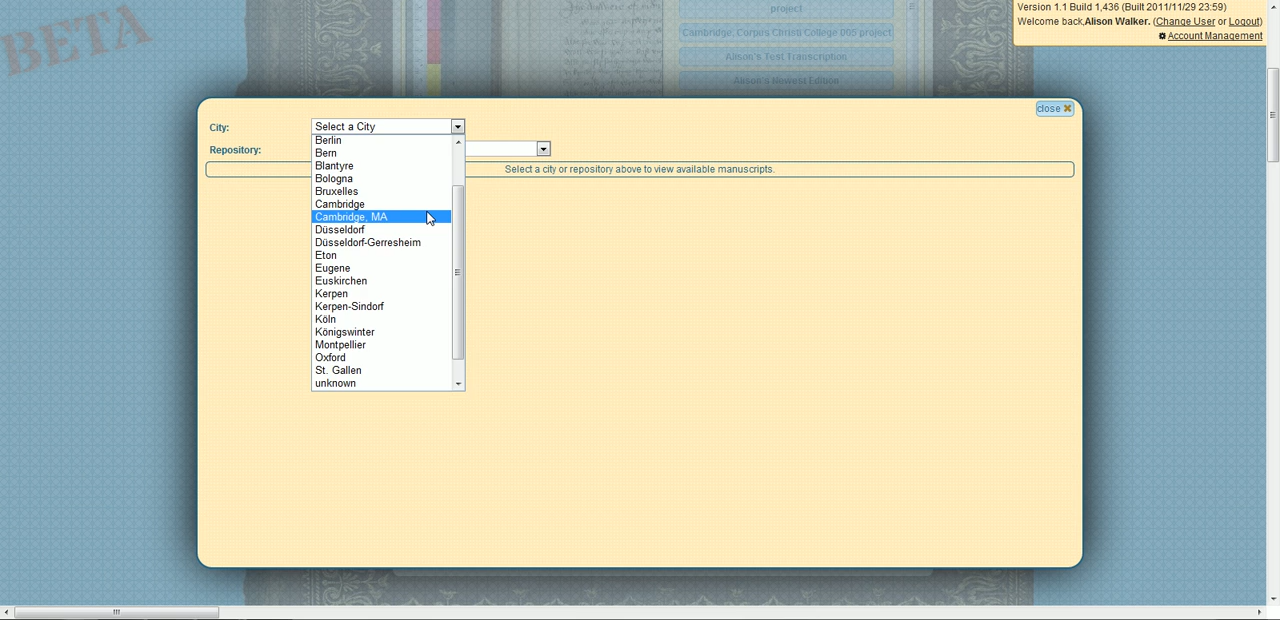 BETA
Version 1.1 Build 1,436 (Built 2011/11/29 23:59)
Welcome back,Alison Walker. (Change User or Logout)
Account Management
project
Cambridge, Corpus Christi College 005 project
Alison's Test Transcription
Alison's Newest Edition
close
City:
Select a City
Repository:
Select a city or repository above to view available manuscripts.
Berlin
Bern
Blantyre
Bologna
Bruxelles
Cambridge
Cambridge, MA
Düsseldorf
Düsseldorf-Gerresheim
Eton
Eugene
Euskirchen
Kerpen
Kerpen-Sindorf
Köln
Königswinter
Montpellier
Oxford
St. Gallen
unknown